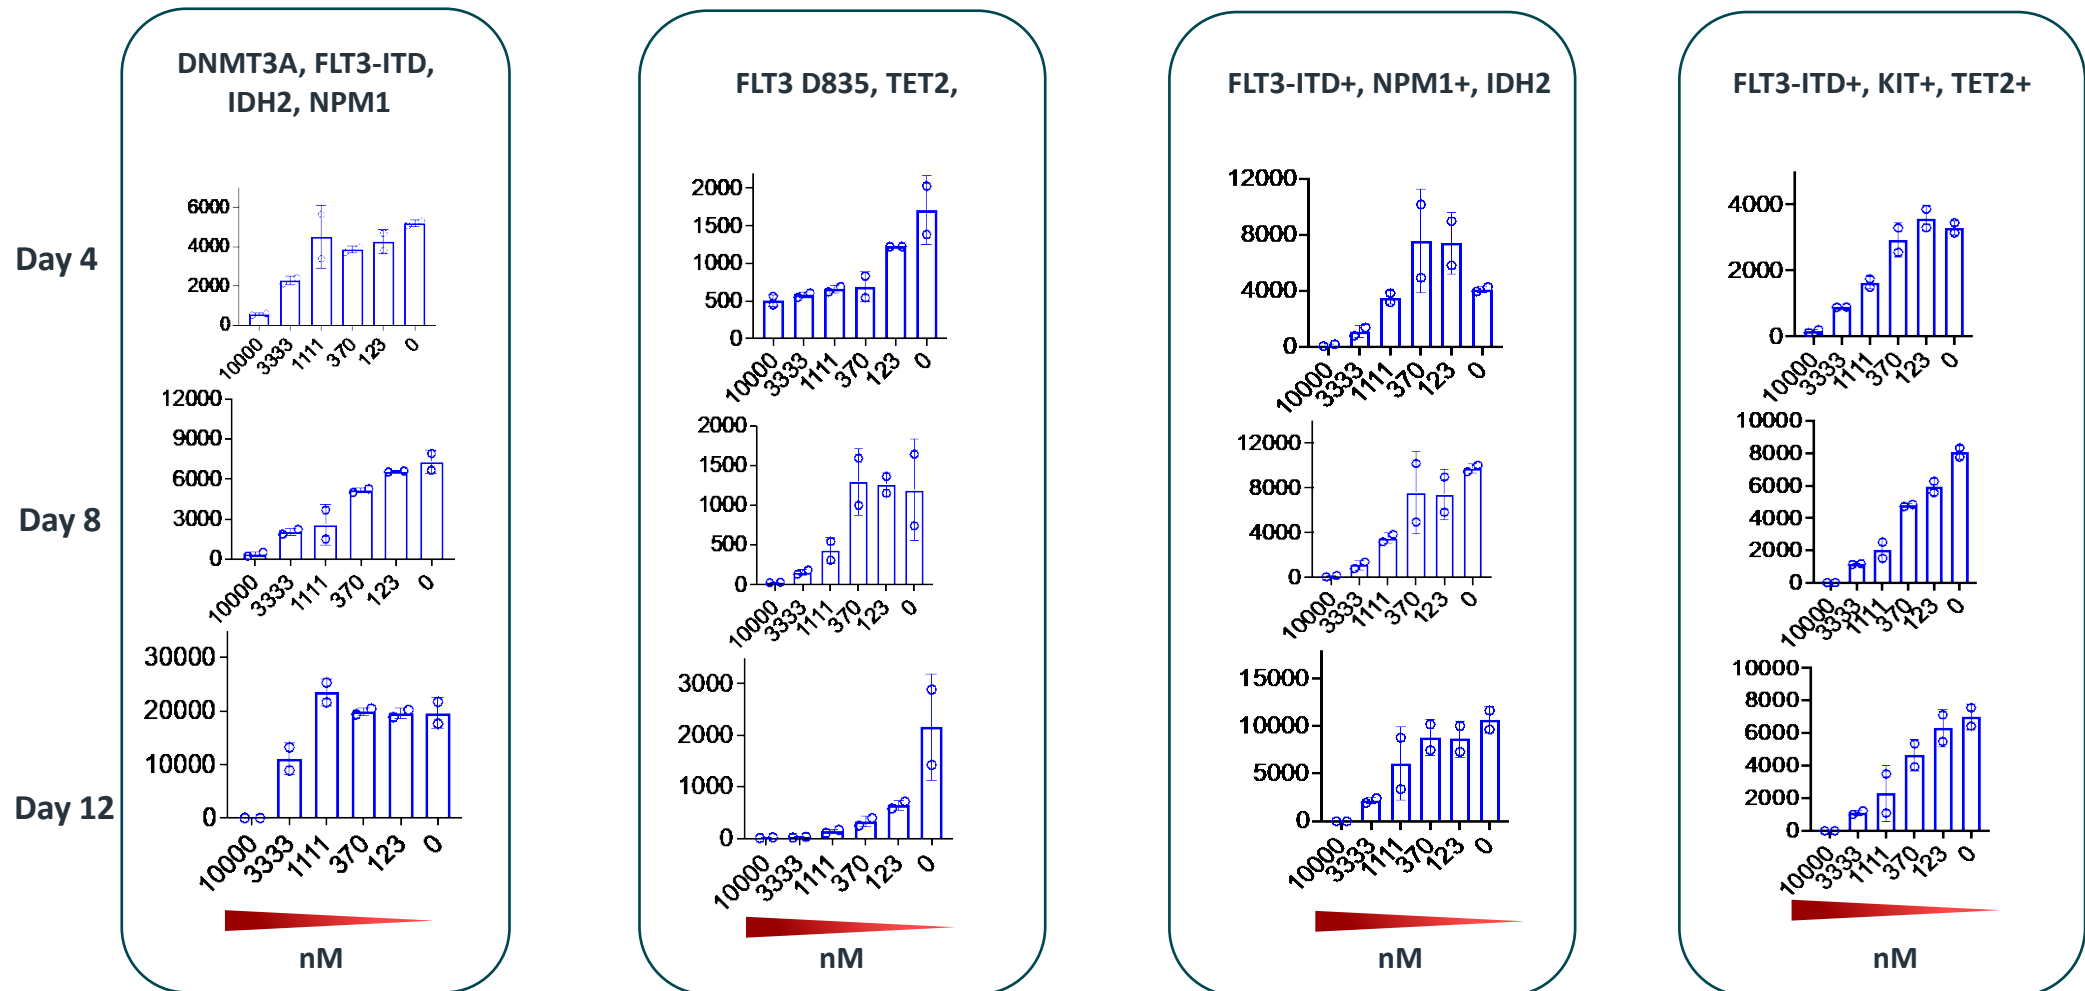 DNMT3A, FLT3-ITD,
IDH2, NPM1
FLT3 D835, TET2,
FLT3-ITD+, NPM1+, IDH2
FLT3-ITD+, KIT+, TET2+
Day 4
6000
4000
2000
0
10000 3333 1111 370 123 0
2000
1500
1000
500
0
10000 3333 1111 370 123 0
12000
8000
4000
0
10000 3333 1111 370 123 0
4000
2000
0
10000 3333 1111 370 123 0
Day 8
12000
9000
6000
3000
0
10000 3333 1111 370 123 0
2000
1500
1000
500
0
10000 3333 1111 370 123 0
12000
8000
4000
0
10000 3333 1111 370 123 0
10000
8000
6000
4000
2000
0
10000 3333 1111 370 123 0
Day 12
30000
20000
10000
0
10000 3333 1111 370 123 0
3000
2000
1000
0
10000 3333 1111 370 123 0
15000
10000
5000
0
10000 3333 1111 370 123 0
10000
8000
6000
4000
2000
0
10000 3333 1111 370 123 0
nM
nM
nM
nM